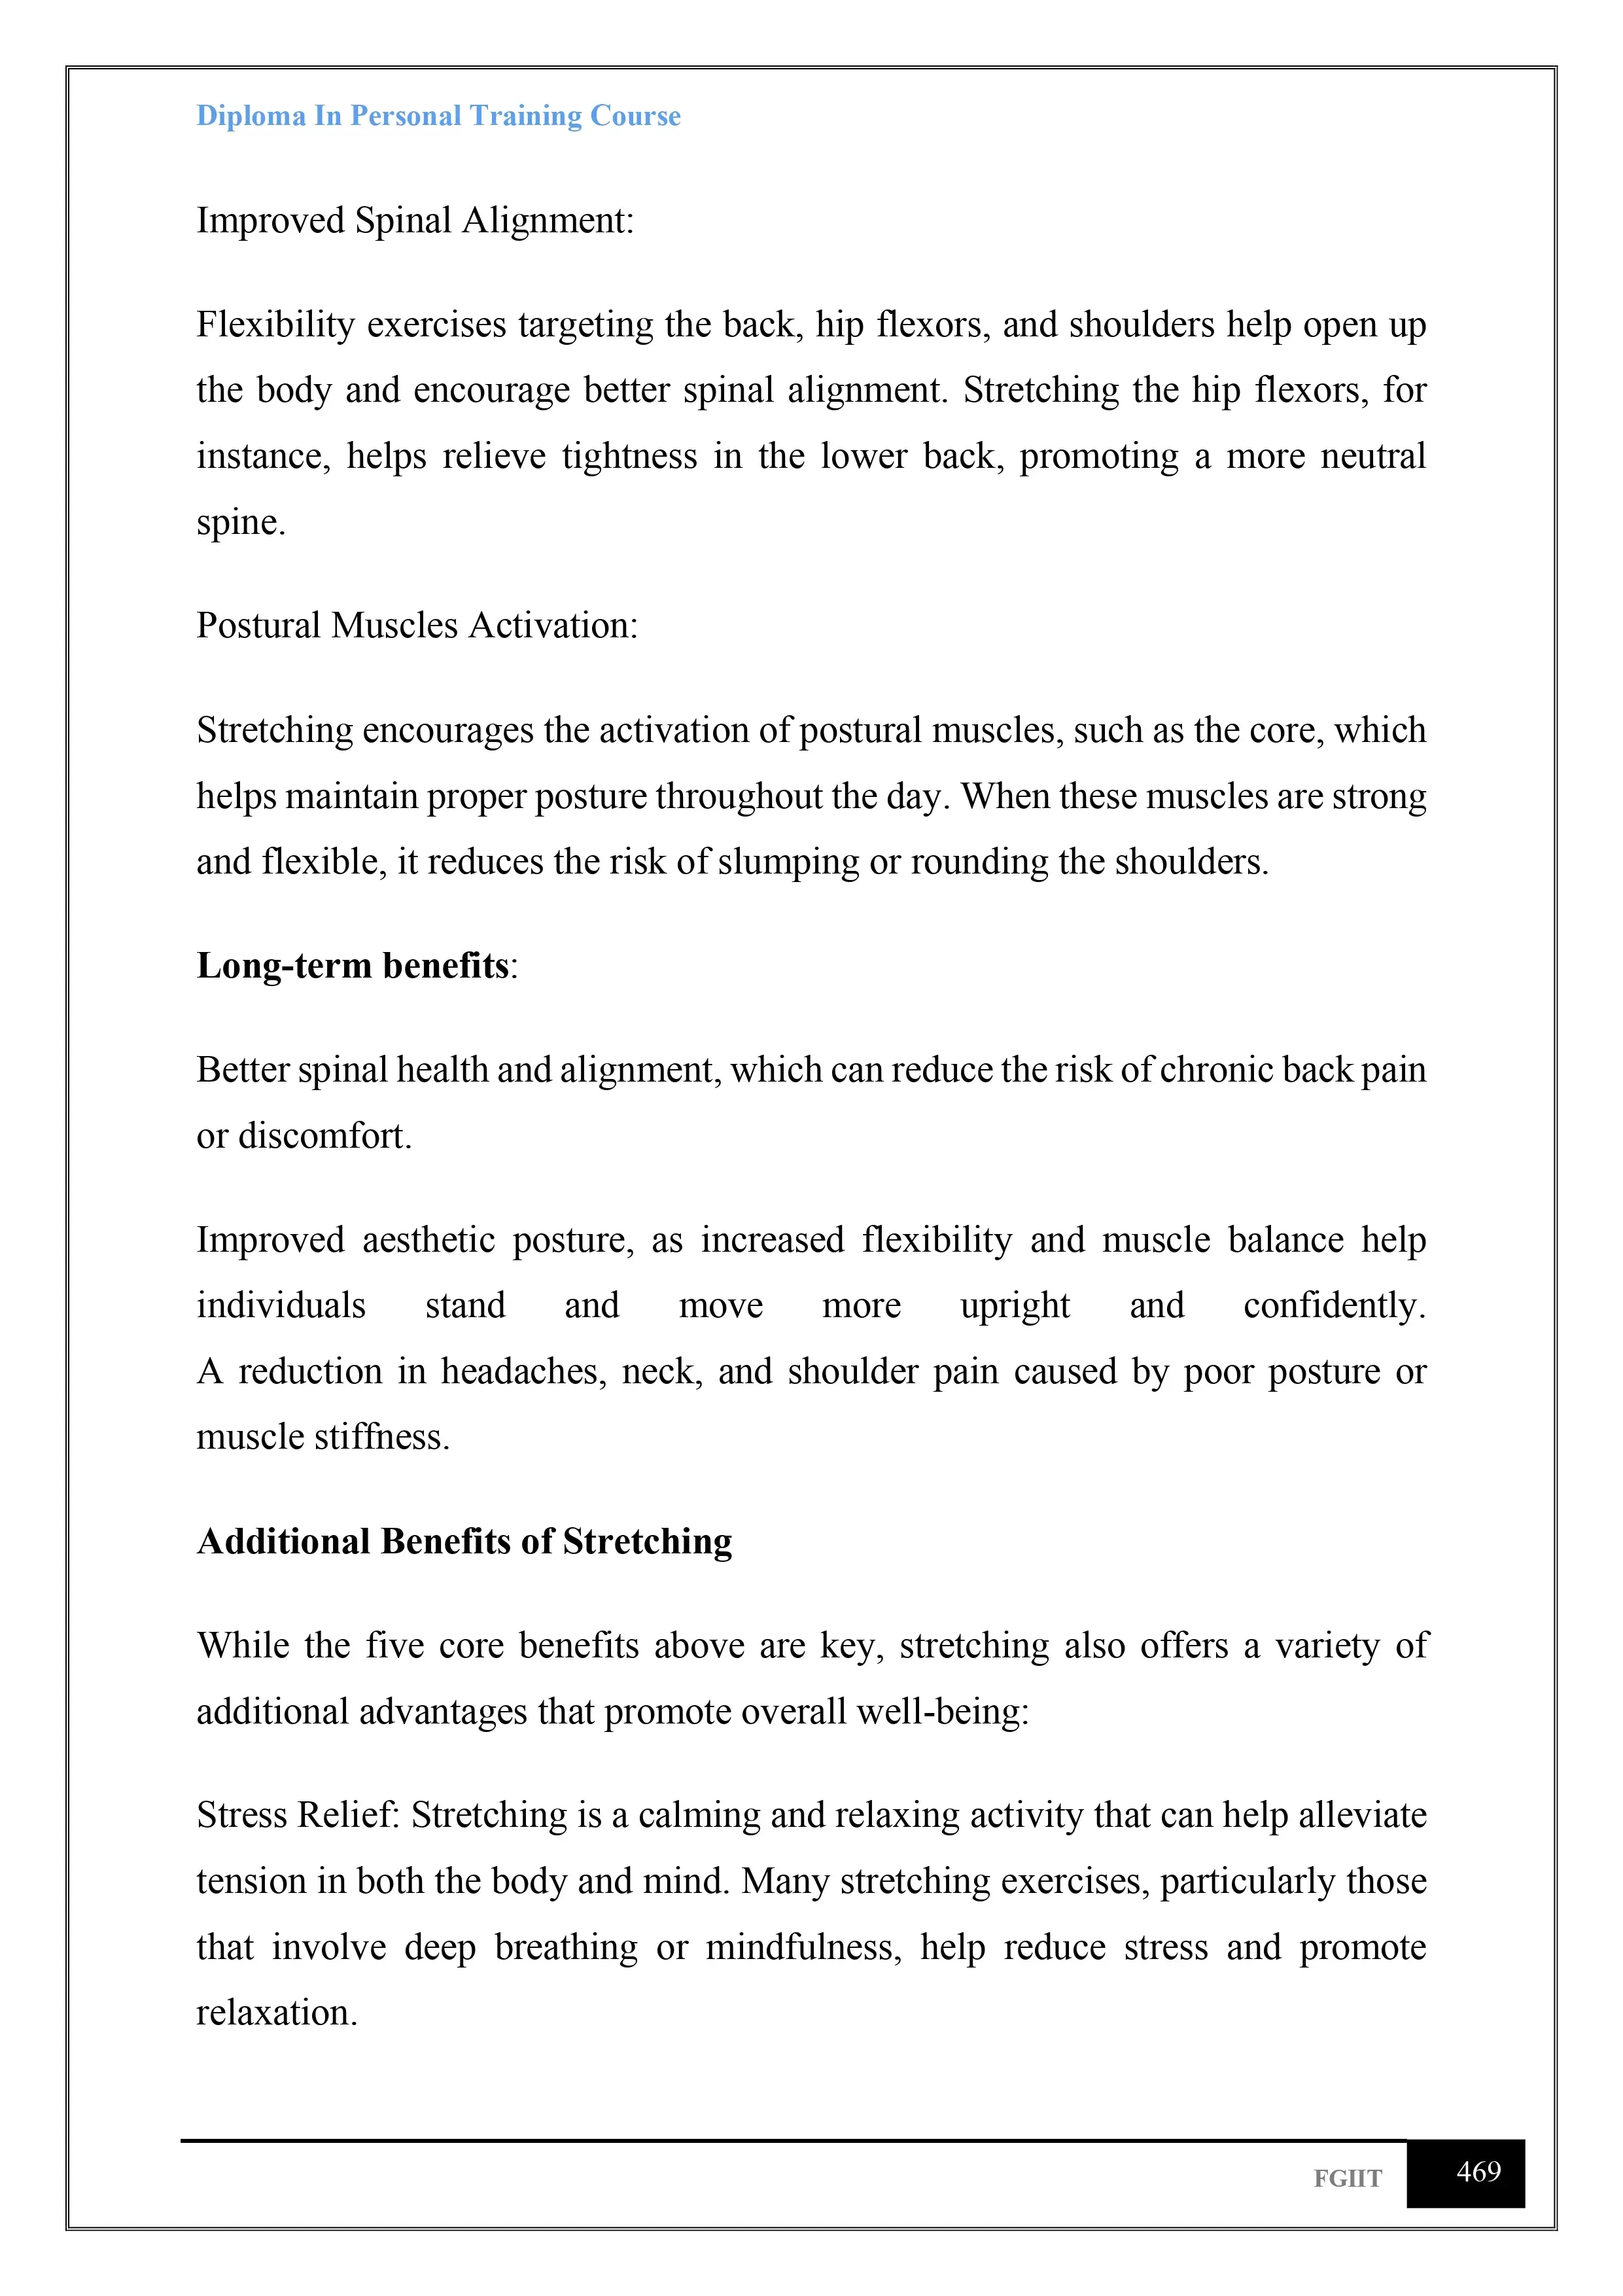 Diploma In Personal Training Course
Improved Spinal Alignment:
Flexibility exercises targeting the back, hip flexors, and shoulders help open up
the body and encourage better spinal alignment. Stretching the hip flexors, for
instance, helps relieve tightness in the lower back, promoting a more neutral
spine.
Postural Muscles Activation:
Stretching encourages the activation of postural muscles, such as the core, which
helps maintain proper posture throughout the day. When these muscles are strong
and flexible, it reduces the risk of slumping or rounding the shoulders.
Long-term benefits:
Better spinal health and alignment, which can reduce the risk of chronic back pain
or discomfort.
Improved aesthetic posture, as increased flexibility and muscle balance help
individuals stand and move more upright and confidently.
A reduction in headaches, neck, and shoulder pain caused by poor posture or
muscle stiffness.
Additional Benefits of Stretching
While the five core benefits above are key, stretching also offers a variety of
additional advantages that promote overall well-being:
Stress Relief: Stretching is a calming and relaxing activity that can help alleviate
tension in both the body and mind. Many stretching exercises, particularly those
that involve deep breathing or mindfulness, help reduce stress and promote
relaxation.
FGIIT 469